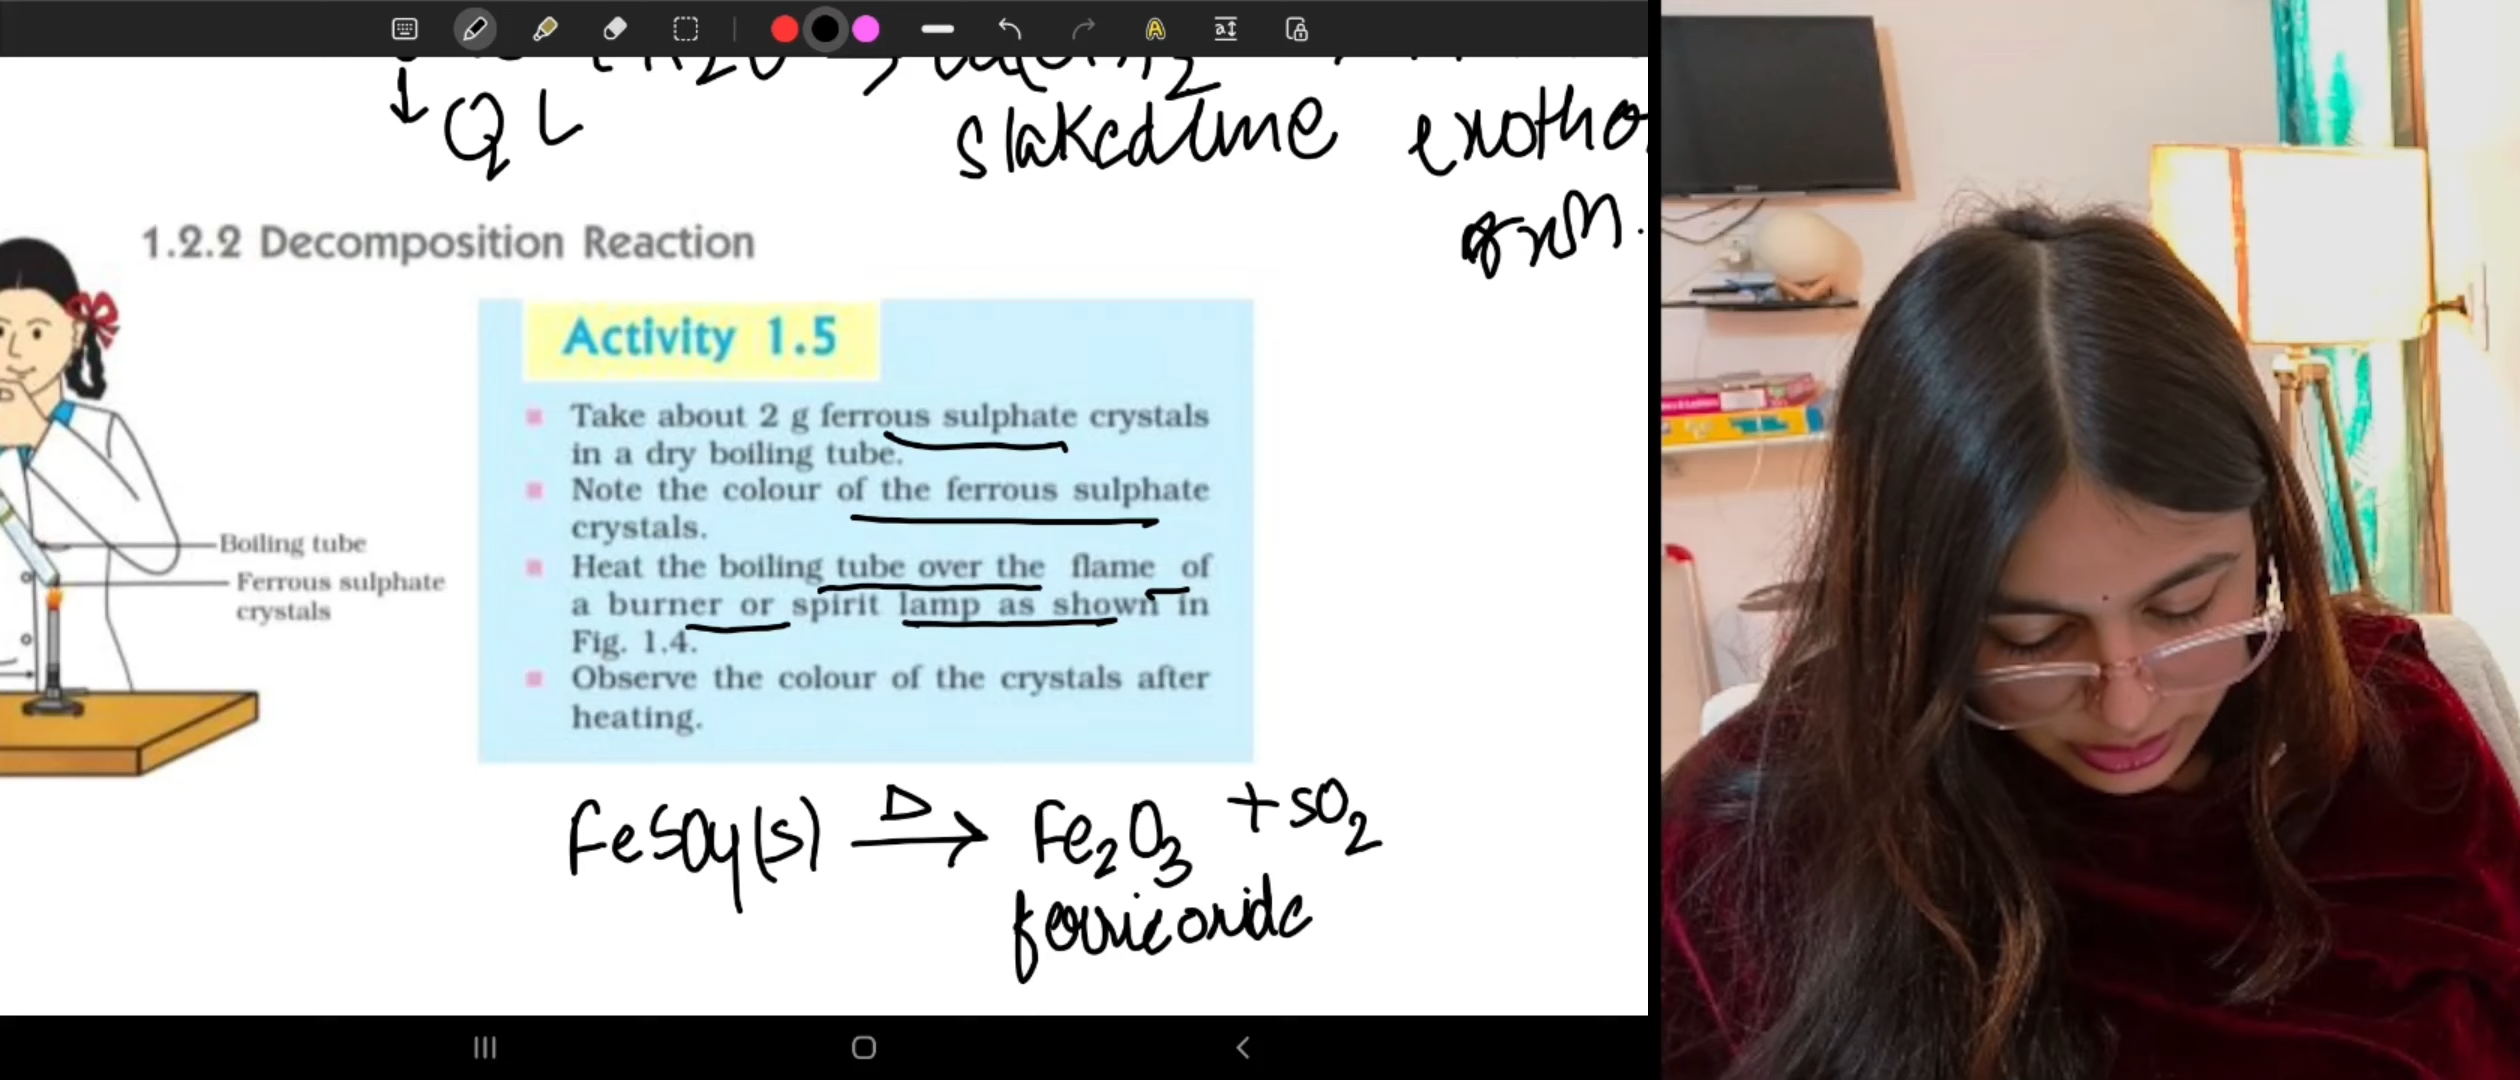 Q L
slaked lime exotho
of rxn.
1.2.2 Decomposition Reaction
Activity 1.5
Take about 2 g ferrous sulphate crystals
in a dry boiling tube.
Note the colour of the ferrous sulphate
crystals.
Heat the boiling tube over the flame of
a burner or spirit lamp as shown in
Fig. 1.4.
Observe the colour of the crystals after
heating.
Boiling tube
Ferrous sulphate
crystals
FeSO4(s) Δ→ Fe2O3 + SO2
ferric oxide